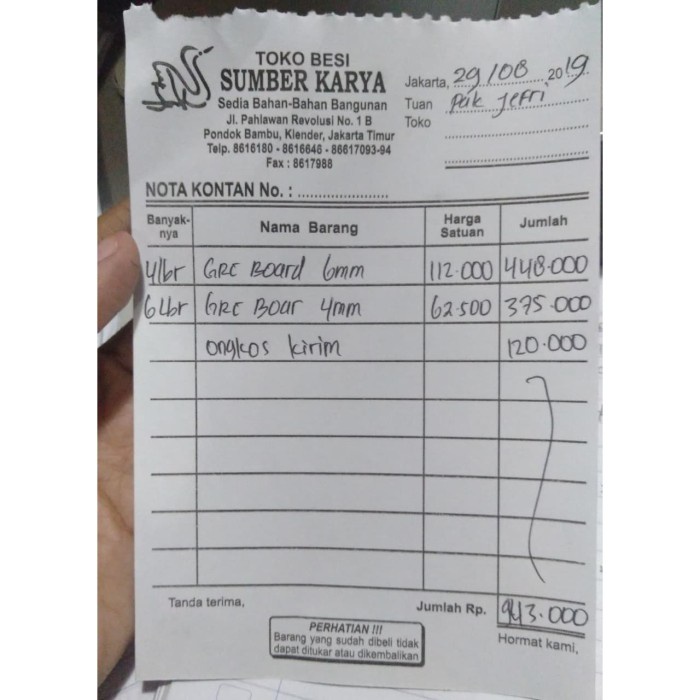 TOKO BESI
SUMBER KARYA
Sedia Bahan-Bahan Bangunan
Jl. Pahlawan Revolusi No. 1 B
Pondok Bambu, Klender, Jakarta Timur
Telp. 8616180 - 8616646 - 86617093-94
Fax : 8617988
Jakarta, 29/08 2019
Tuan Pak Jefri
Toko
NOTA KONTAN No. :
Banyak-nya Nama Barang Harga Satuan Jumlah
4 lbr GRC Board 6mm 112.000 448.000
6 Lbr GRC Boar 4mm 62.500 375.000
ongkos kirim 120.000
Tanda terima, Jumlah Rp. 943.000
Hormat kami,
PERHATIAN !!!
Barang yang sudah dibeli tidak
dapat ditukar atau dikembalikan